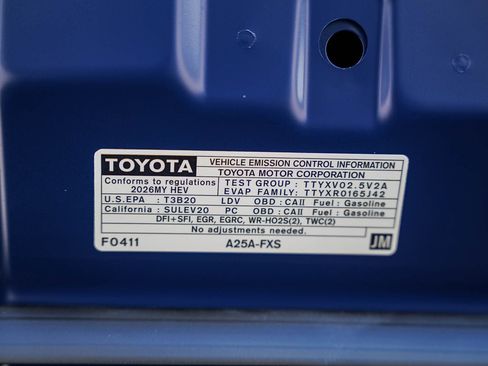 TOYOTA
VEHICLE EMISSION CONTROL INFORMATION
TOYOTA MOTOR CORPORATION
Conforms to regulations
2026MY HEV
TEST GROUP : TTYXV02.5V2A
EVAP FAMILY: TTYXR0165J42
U.S.EPA : T3B20 LDV OBD : CAII Fuel : Gasoline
California : SULEV20 PC OBD : CAII Fuel : Gasoline
DFI+SFI, EGR, EGRC, WR-HO2S(2), TWC(2)
No adjustments needed.
F0411 A25A-FXS JM